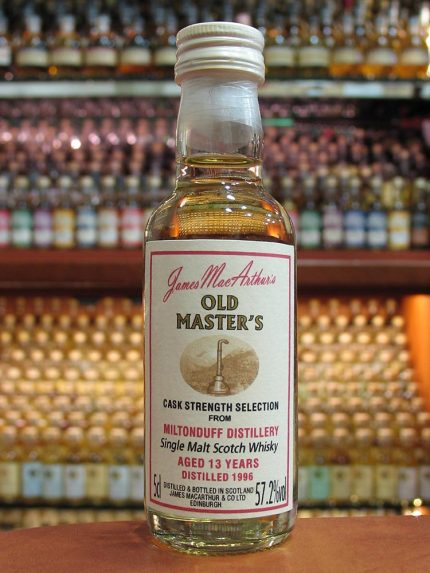 James MacArthur's
OLD
MASTER'S
CASK STRENGTH SELECTION
FROM
MILTONDUFF DISTILLERY
Single Malt Scotch Whisky
AGED 13 YEARS
DISTILLED 1996
5cl
DISTILLED & BOTTLED IN SCOTLAND
JAMES MACARTHUR & CO LTD
EDINBURGH
57.2%vol